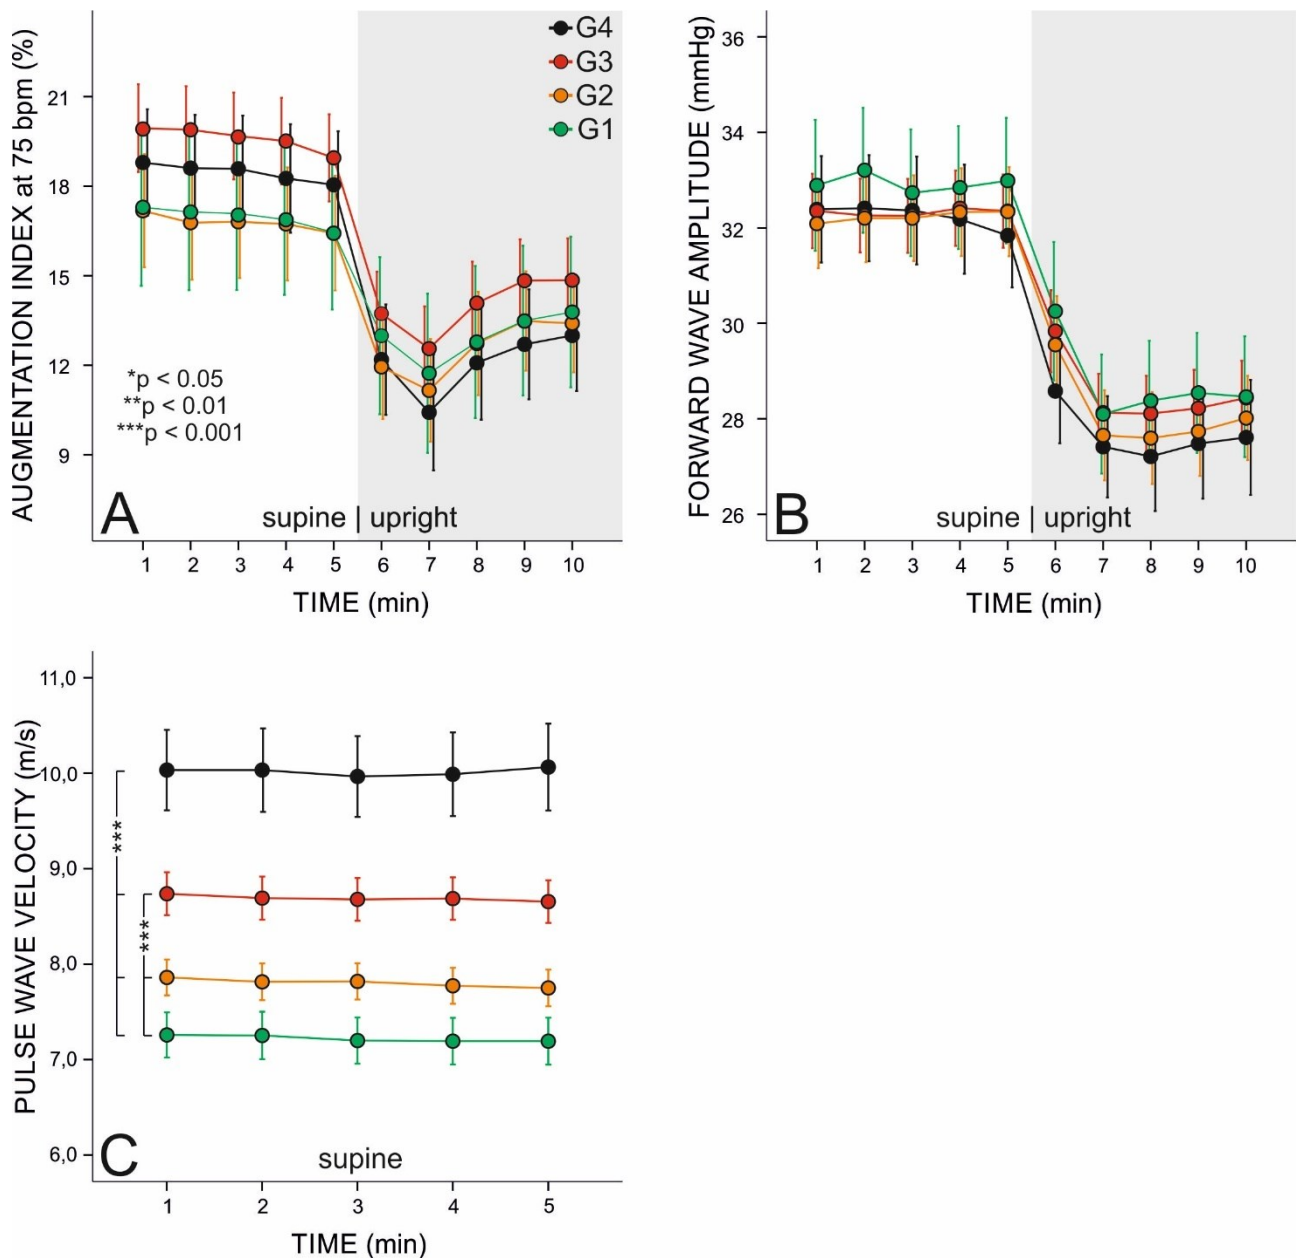 AUGMENTATION INDEX at 75 bpm (%)
21
18
15
12
9
G4
G3
G2
G1
*p < 0.05
**p < 0.01
***p < 0.001
A
supine | upright
1 2 3 4 5 6 7 8 9 10
TIME (min)
FORWARD WAVE AMPLITUDE (mmHg)
36
34
32
30
28
26
B
supine | upright
1 2 3 4 5 6 7 8 9 10
TIME (min)
PULSE WAVE VELOCITY (m/s)
11,0
10,0
9,0
8,0
7,0
6,0
***
***
C
supine
1 2 3 4 5
TIME (min)